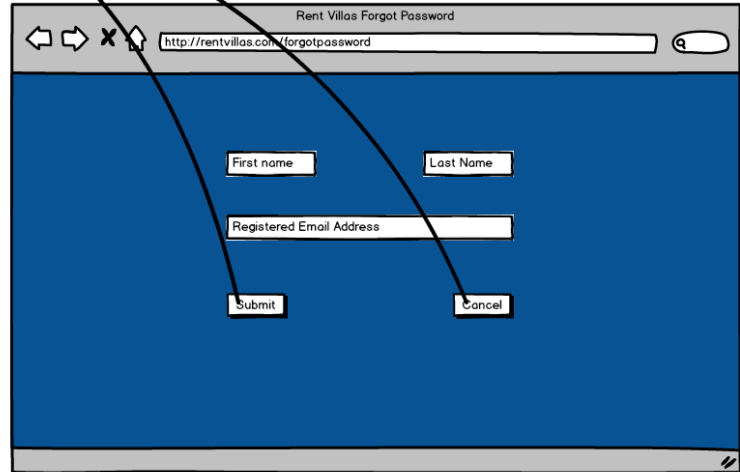 Rent Villas Forgot Password
http://rentvillas.com/forgotpassword
First name Last Name
Registered Email Address
Submit Cancel